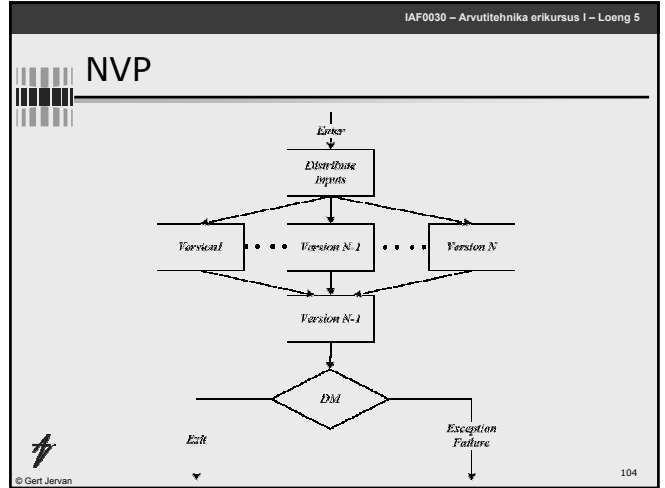 IAF0030 – Arvutitehnika erikursus I – Loeng 5
NVP
Enter
Distribute
Inputs
Version1
Version N-1
Version N
Version N-1
DM
Exit
Exception
Failure
© Gert Jervan
104